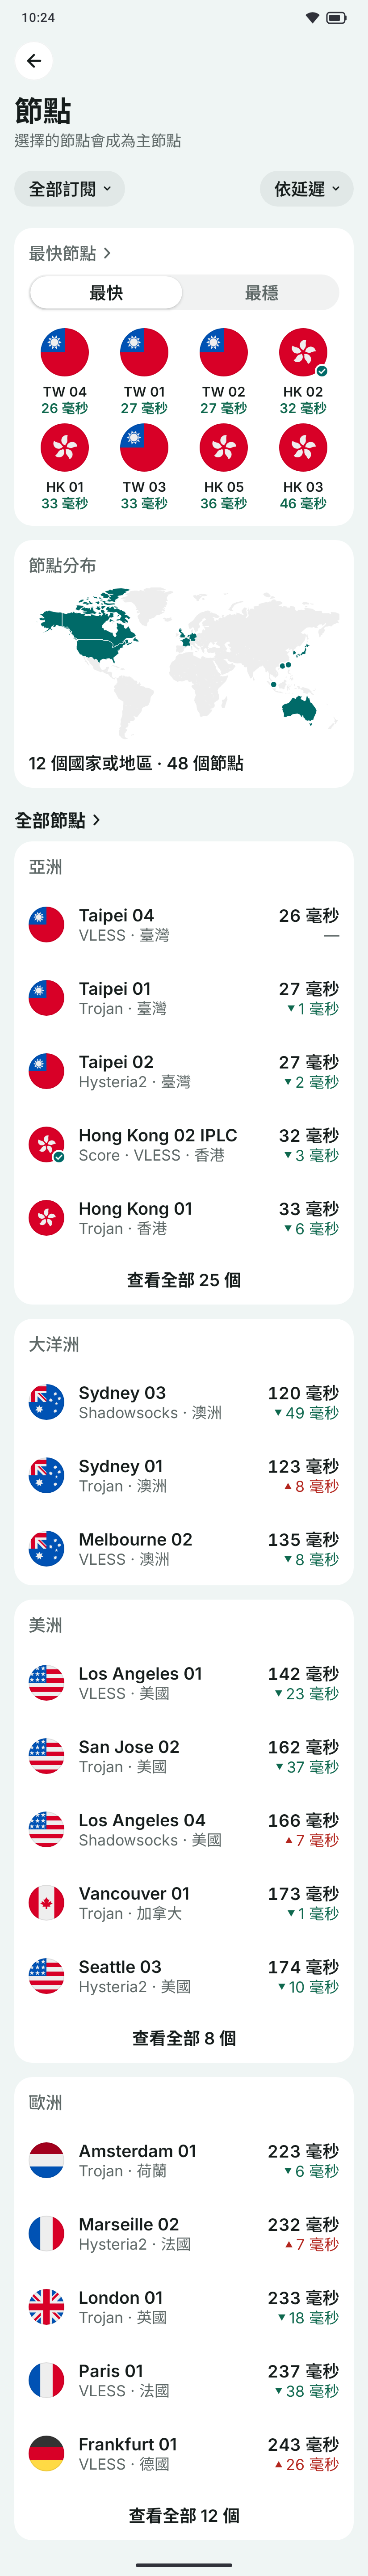 10:24
節點
選擇的節點會成為主節點
全部訂閱
依延遲
最快節點
最快
最穩
TW 04
TW 01
TW 02
HK 02
26 毫秒
27 毫秒
27 毫秒
32 毫秒
HK 01
TW 03
HK 05
HK 03
33 毫秒
33 毫秒
36 毫秒
46 毫秒
節點分布
12 個國家或地區 · 48 個節點
全部節點
亞洲
Taipei 04
26 毫秒
VLESS · 臺灣
—
Taipei 01
27 毫秒
Trojan · 臺灣
▼1 毫秒
Taipei 02
27 毫秒
Hysteria2 · 臺灣
▼2 毫秒
Hong Kong 02 IPLC
32 毫秒
Score · VLESS · 香港
▼3 毫秒
Hong Kong 01
33 毫秒
Trojan · 香港
▼6 毫秒
查看全部 25 個
大洋洲
Sydney 03
120 毫秒
Shadowsocks · 澳洲
▼49 毫秒
Sydney 01
123 毫秒
Trojan · 澳洲
▲8 毫秒
Melbourne 02
135 毫秒
VLESS · 澳洲
▼8 毫秒
美洲
Los Angeles 01
142 毫秒
VLESS · 美國
▼23 毫秒
San Jose 02
162 毫秒
Trojan · 美國
▼37 毫秒
Los Angeles 04
166 毫秒
Shadowsocks · 美國
▲7 毫秒
Vancouver 01
173 毫秒
Trojan · 加拿大
▼1 毫秒
Seattle 03
174 毫秒
Hysteria2 · 美國
▼10 毫秒
查看全部 8 個
歐洲
Amsterdam 01
223 毫秒
Trojan · 荷蘭
▼6 毫秒
Marseille 02
232 毫秒
Hysteria2 · 法國
▲7 毫秒
London 01
233 毫秒
Trojan · 英國
▼18 毫秒
Paris 01
237 毫秒
VLESS · 法國
▼38 毫秒
Frankfurt 01
243 毫秒
VLESS · 德國
▲26 毫秒
查看全部 12 個